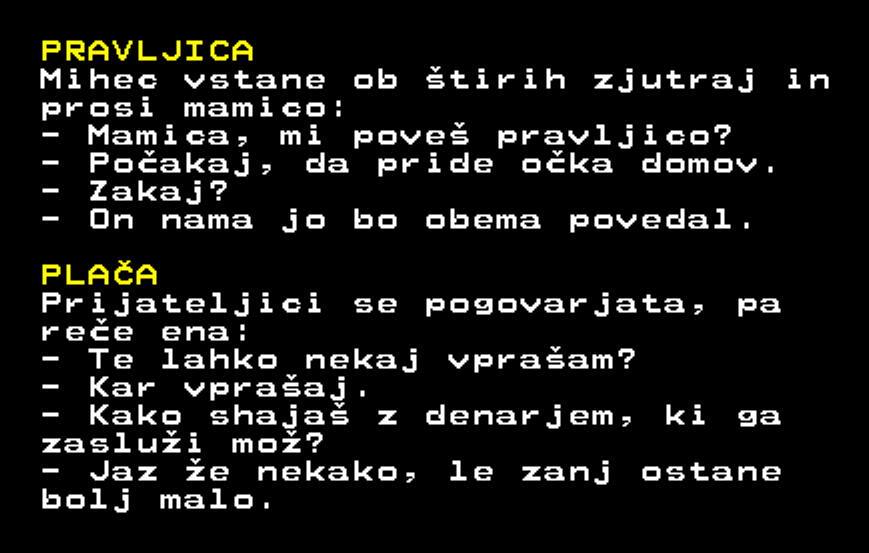 PRAVLJICA
Mihec vstane ob štirih zjutraj in
prosi mamico:
- Mamica, mi poveš pravljico?
- Počakaj, da pride očka domov.
- Zakaj?
- On nama jo bo obema povedal.
PLAČA
Prijateljici se pogovarjata, pa
reče ena:
- Te lahko nekaj vprašam?
- Kar vprašaj.
- Kako shajaš z denarjem, ki ga
zasluži mož?
- Jaz že nekako, le zanj ostane
bolj malo.